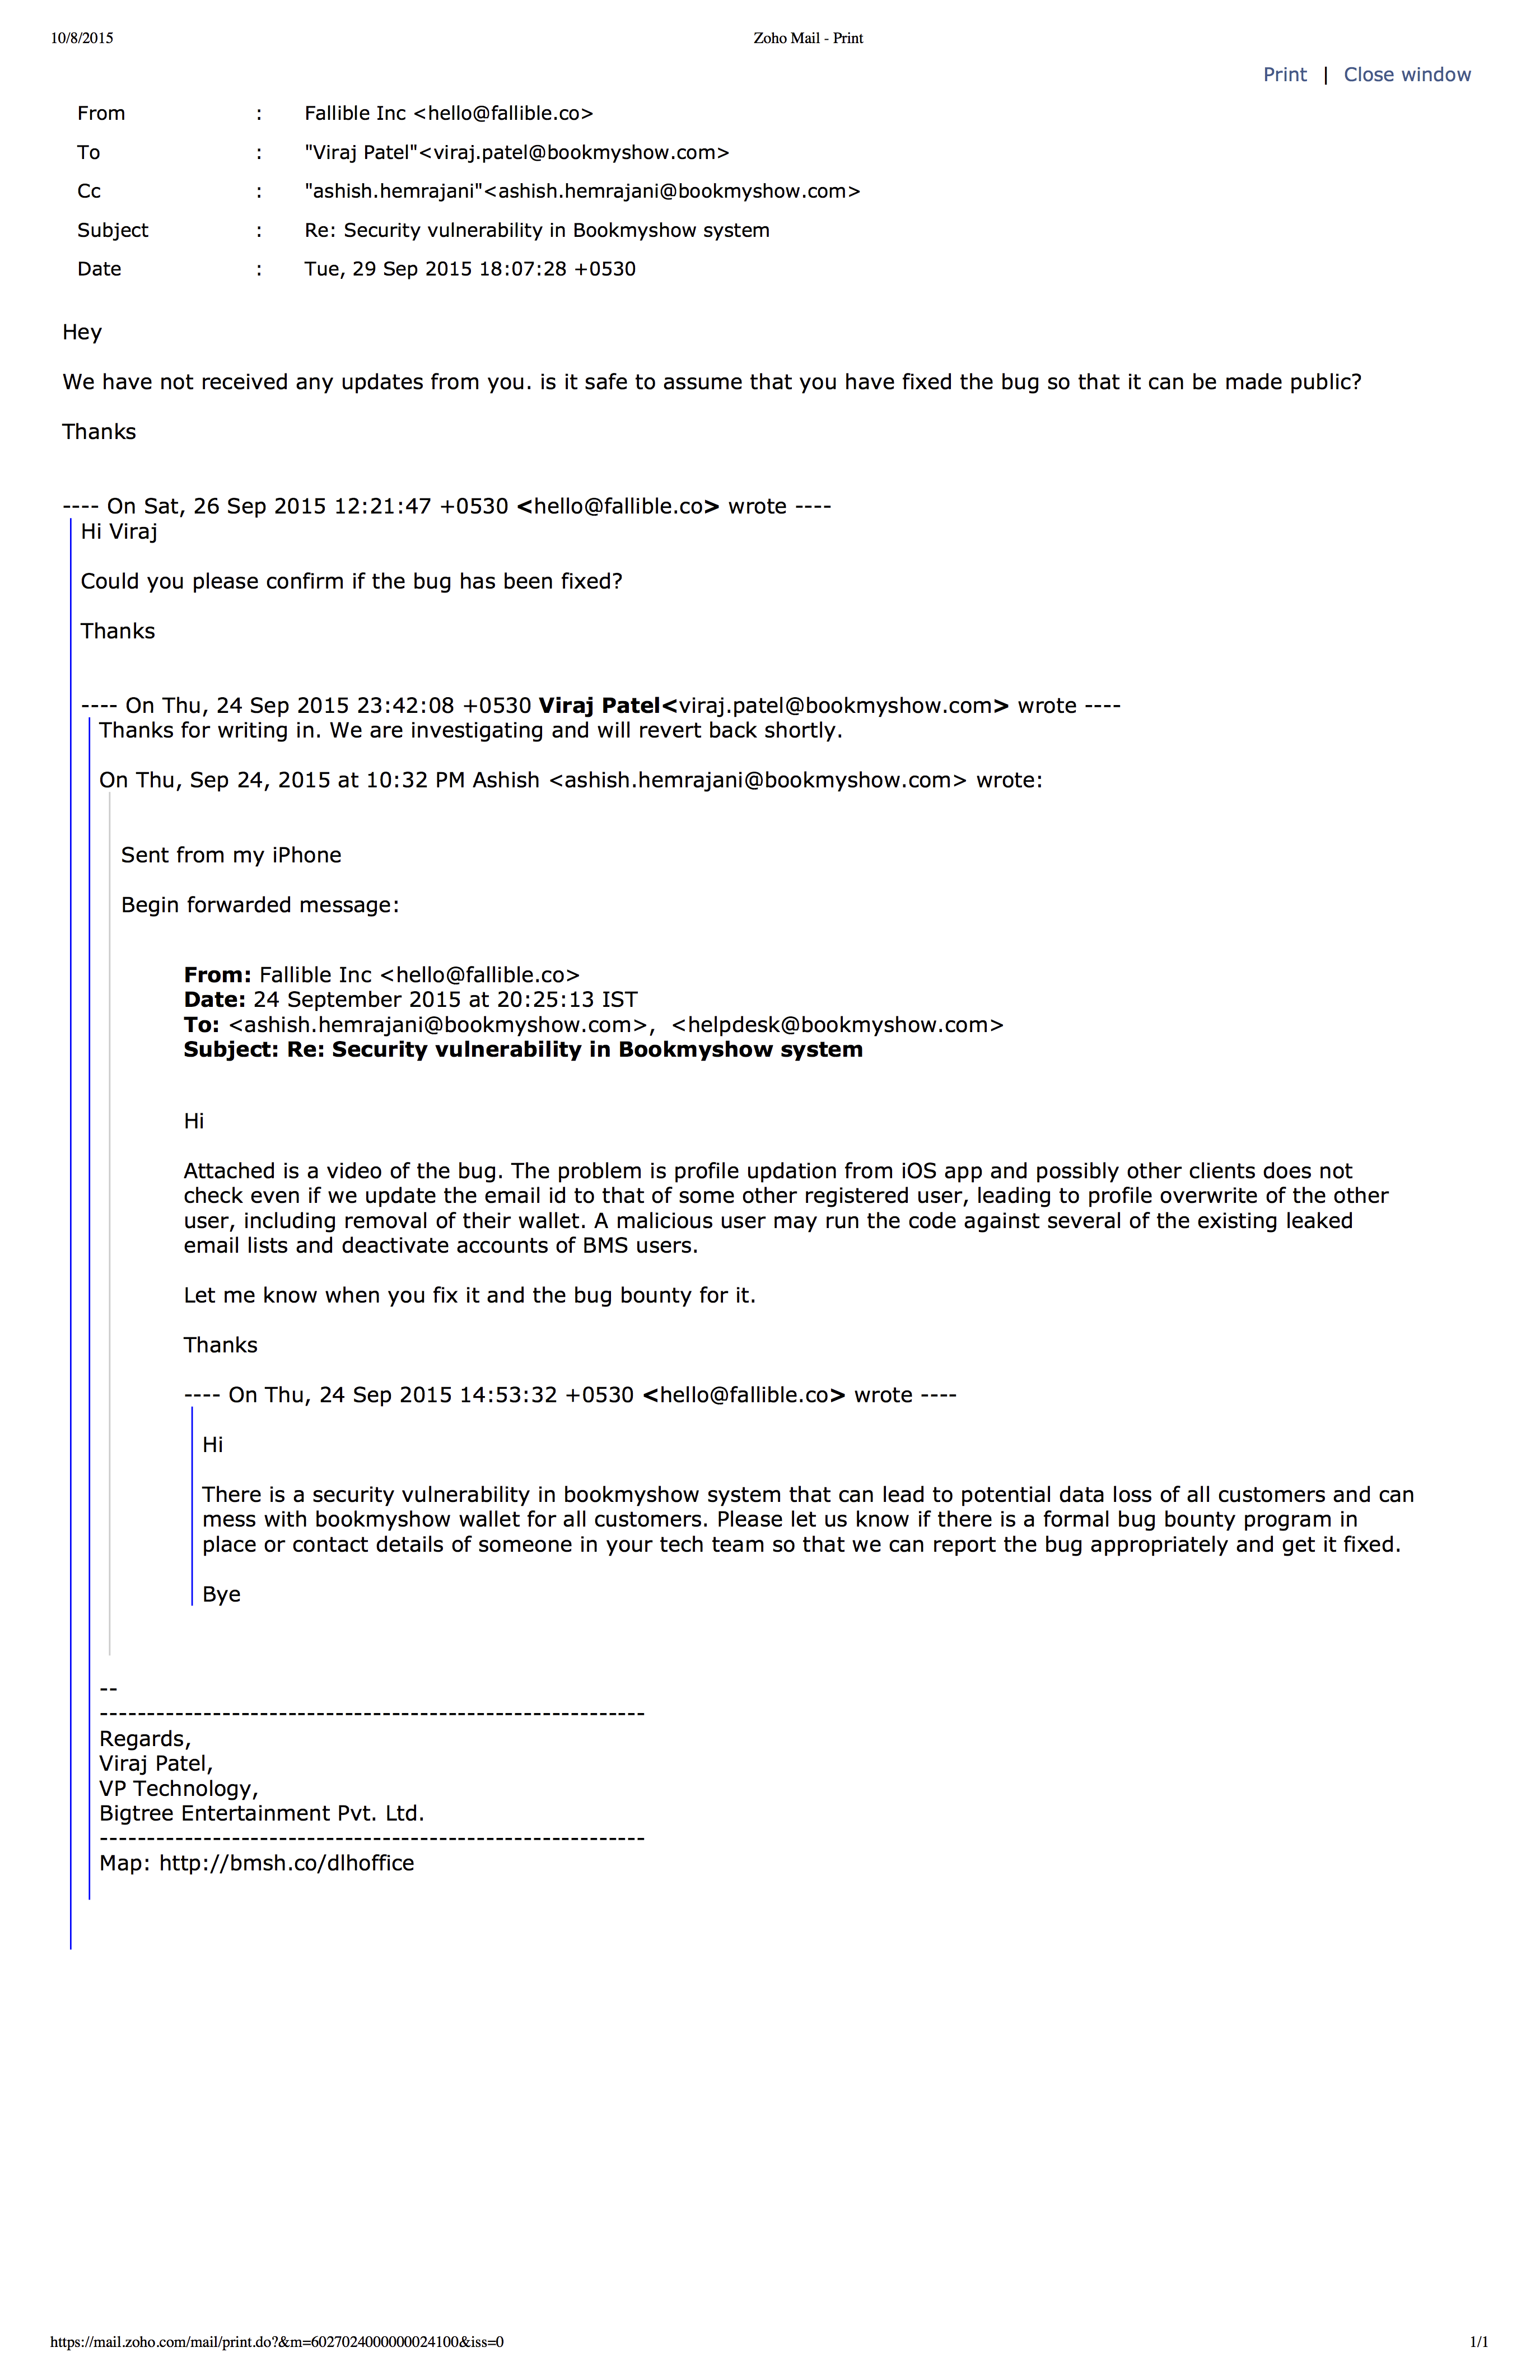 10/8/2015 Zoho Mail - Print
Print | Close window
From : Fallible Inc <hello@fallible.co>
To : "Viraj Patel"<viraj.patel@bookmyshow.com>
Cc : "ashish.hemrajani"<ashish.hemrajani@bookmyshow.com>
Subject : Re: Security vulnerability in Bookmyshow system
Date : Tue, 29 Sep 2015 18:07:28 +0530
Hey
We have not received any updates from you. is it safe to assume that you have fixed the bug so that it can be made public?
Thanks
---- On Sat, 26 Sep 2015 12:21:47 +0530 <hello@fallible.co> wrote ----
Hi Viraj
Could you please confirm if the bug has been fixed?
Thanks
---- On Thu, 24 Sep 2015 23:42:08 +0530 Viraj Patel<viraj.patel@bookmyshow.com> wrote ----
Thanks for writing in. We are investigating and will revert back shortly.
On Thu, Sep 24, 2015 at 10:32 PM Ashish <ashish.hemrajani@bookmyshow.com> wrote:
Sent from my iPhone
Begin forwarded message:
From: Fallible Inc <hello@fallible.co>
Date: 24 September 2015 at 20:25:13 IST
To: <ashish.hemrajani@bookmyshow.com>, <helpdesk@bookmyshow.com>
Subject: Re: Security vulnerability in Bookmyshow system
Hi
Attached is a video of the bug. The problem is profile updation from iOS app and possibly other clients does not
check even if we update the email id to that of some other registered user, leading to profile overwrite of the other
user, including removal of their wallet. A malicious user may run the code against several of the existing leaked
email lists and deactivate accounts of BMS users.
Let me know when you fix it and the bug bounty for it.
Thanks
---- On Thu, 24 Sep 2015 14:53:32 +0530 <hello@fallible.co> wrote ----
Hi
There is a security vulnerability in bookmyshow system that can lead to potential data loss of all customers and can
mess with bookmyshow wallet for all customers. Please let us know if there is a formal bug bounty program in
place or contact details of someone in your tech team so that we can report the bug appropriately and get it fixed.
Bye
--
----------------------------------------------------------
Regards,
Viraj Patel,
VP Technology,
Bigtree Entertainment Pvt. Ltd.
----------------------------------------------------------
Map: http://bmsh.co/dlhoffice
https://mail.zoho.com/mail/print.do?&m=6027024000000024100&iss=0 1/1